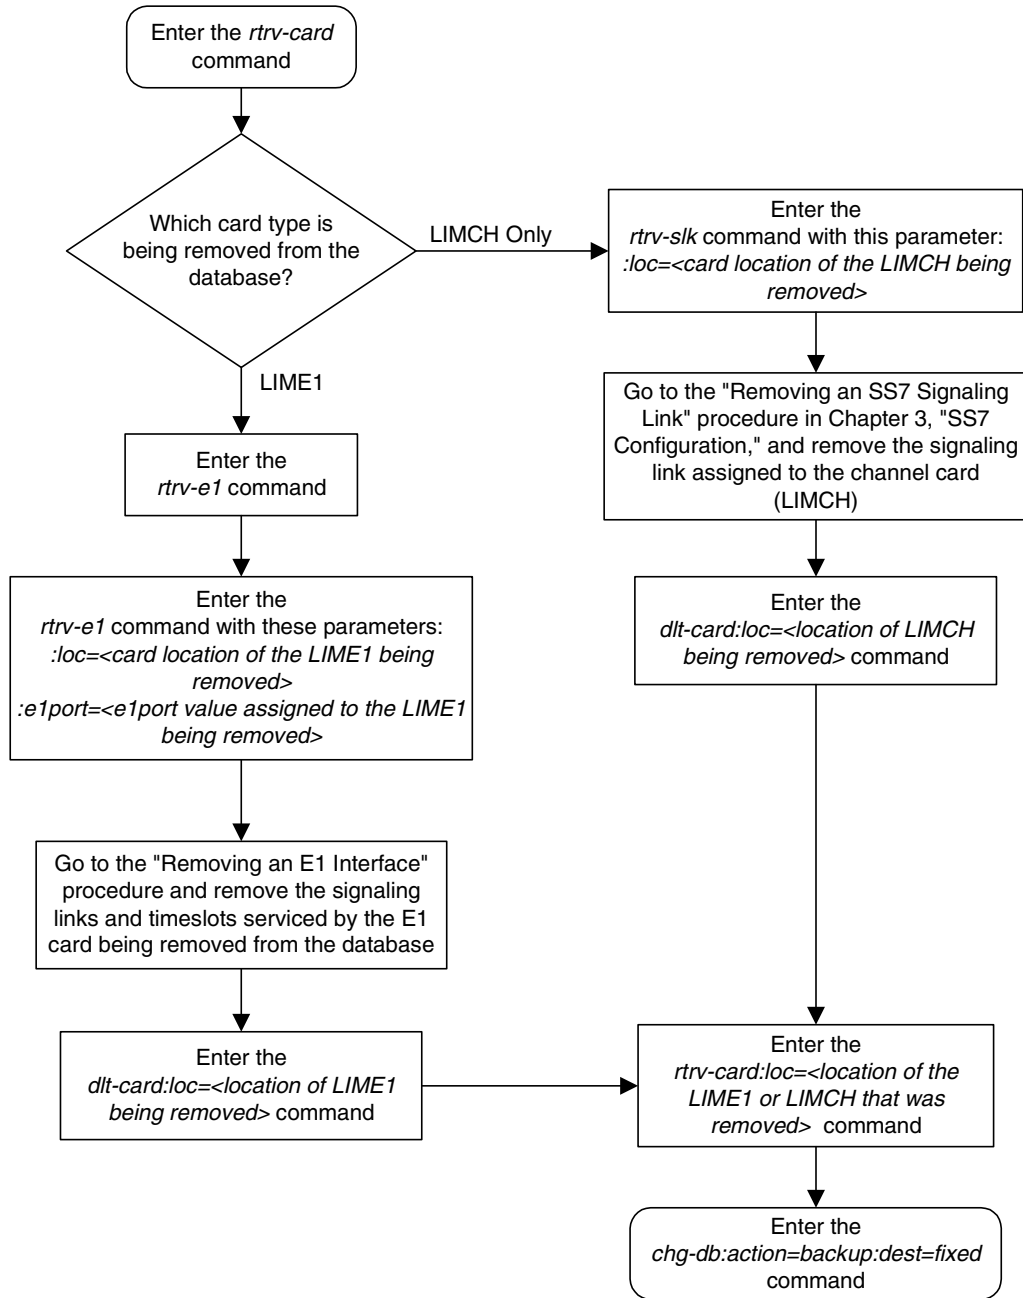 Enter the rtrv-card
command
Which card type is
being removed from the
database?
LIMCH Only
LIME1
Enter the
rtrv-slk command with this parameter:
:loc=<card location of the LIMCH being
removed>
Go to the "Removing an SS7 Signaling
Link" procedure in Chapter 3, "SS7
Configuration," and remove the signaling
link assigned to the channel card
(LIMCH)
Enter the
dlt-card:loc=<location of LIMCH
being removed> command
Enter the
rtrv-e1 command
Enter the
rtrv-e1 command with these parameters:
:loc=<card location of the LIME1 being
removed>
:e1port=<e1port value assigned to the LIME1
being removed>
Go to the "Removing an E1 Interface"
procedure and remove the signaling
links and timeslots serviced by the E1
card being removed from the database
Enter the
dlt-card:loc=<location of LIME1
being removed> command
Enter the
rtrv-card:loc=<location of the
LIME1 or LIMCH that was
removed> command
Enter the
chg-db:action=backup:dest=fixed
command